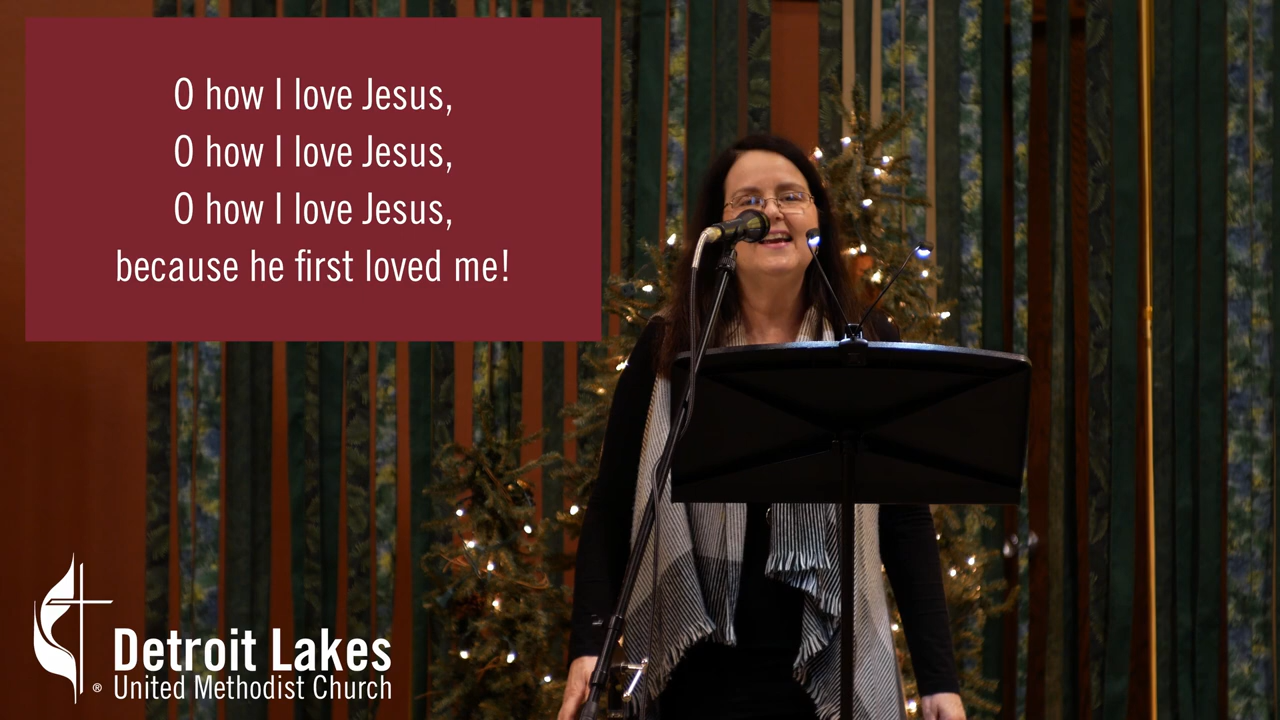 O how I love Jesus,
O how I love Jesus,
O how I love Jesus,
because he first loved me!
Detroit Lakes
® United Methodist Church